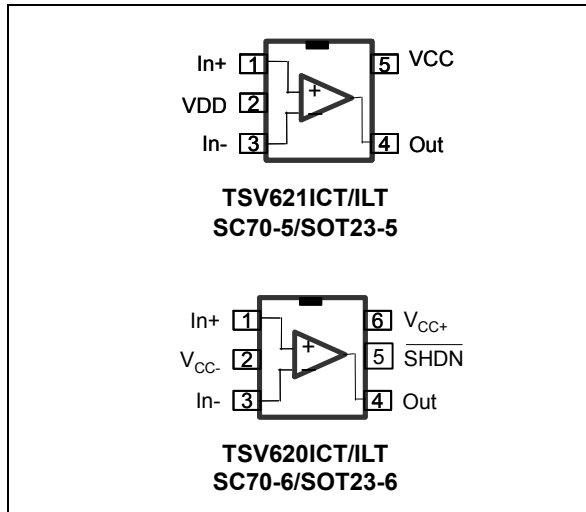 In+ 1 5 VCC
VDD 2
+
In- 3 4 Out
TSV621ICT/ILT
SC70-5/SOT23-5
In+ 1 6 VCC+
+
VCC- 2 5 SHDN
In- 3 4 Out
TSV620ICT/ILT
SC70-6/SOT23-6